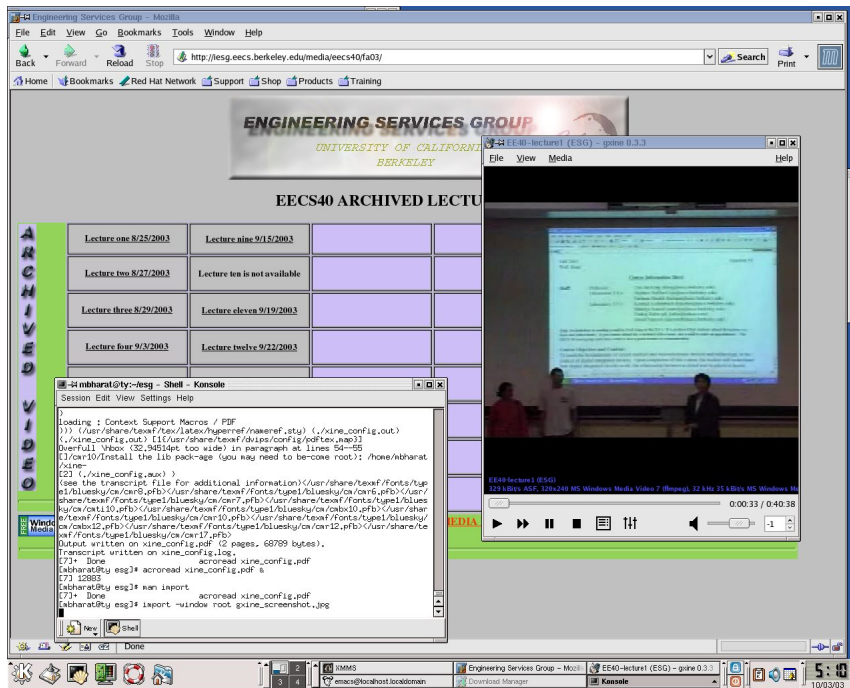 Engineering Services Group - Mozilla
File Edit View Go Bookmarks Tools Window Help
Back Forward Reload Stop http://iesg.eecs.berkeley.edu/media/eecs40/fa03/ Search Print
Home Bookmarks Red Hat Network Support Shop Products Training
ENGINEERING SERVICES GROUP
UNIVERSITY OF CALIFORNI
BERKELEY
EECS40 ARCHIVED LECTU
ARCHIVED VIDEO
Lecture one 8/25/2003 Lecture nine 9/15/2003
Lecture two 8/27/2003 Lecture ten is not available
Lecture three 8/29/2003 Lecture eleven 9/19/2003
Lecture four 9/3/2003 Lecture twelve 9/22/2003
FREE Windo
Media
MEDIA
EE40-lecture1 (ESG) - gxine 0.3.3
File View Media Help
Course Information Sheet
EE40-lecture1 (ESG)
329 kBits ASF, 320x240 MS Windows Media Video 7 (ffmpeg), 32 kHz 35 kBits MS Windows Me
0:00:33 / 0:40:38
-1
mbharat@ty:~/esg - Shell - Konsole
Session Edit View Settings Help
)
loading : Context Support Macros / PDF
))) (/usr/share/texmf/tex/latex/hyperref/nameref.sty) (./xine_config.out)
(./xine_config.out) [1{/usr/share/texmf/dvips/config/pdftex.map}]
Overfull \hbox (32.94514pt too wide) in paragraph at lines 54--55
[]/cmr10/Install the lib pack-age (you may need to be-come root): /home/mbharat
/xine-
[2] (./xine_config.aux) )
(see the transcript file for additional information)</usr/share/texmf/fonts/typ
e1/bluesky/cm/cmr8.pfb></usr/share/texmf/fonts/type1/bluesky/cm/cmr6.pfb></usr/
share/texmf/fonts/type1/bluesky/cm/cmr7.pfb></usr/share/texmf/fonts/type1/blues
ky/cm/cmti10.pfb></usr/share/texmf/fonts/type1/bluesky/cm/cmbx10.pfb></usr/shar
e/texmf/fonts/type1/bluesky/cm/cmr10.pfb></usr/share/texmf/fonts/type1/bluesky/
cm/cmbx12.pfb></usr/share/texmf/fonts/type1/bluesky/cm/cmr12.pfb></usr/share/te
xmf/fonts/type1/bluesky/cm/cmr17.pfb>
Output written on xine_config.pdf (2 pages, 68789 bytes).
Transcript written on xine_config.log.
[7]+ Done acroread xine_config.pdf
[mbharat@ty esg]$ acroread xine_config.pdf &
[7] 12883
[mbharat@ty esg]$ man import
[7]+ Done acroread xine_config.pdf
[mbharat@ty esg]$ import -window root gxine_screenshot.jpg
New Shell
Done
1 2 3 4
XMMS Engineering Services Group - Mozill EE40-lecture1 (ESG) - gxine 0.3.3
emacs@localhost.localdomain Download Manager Konsole
5:10
10/03/03